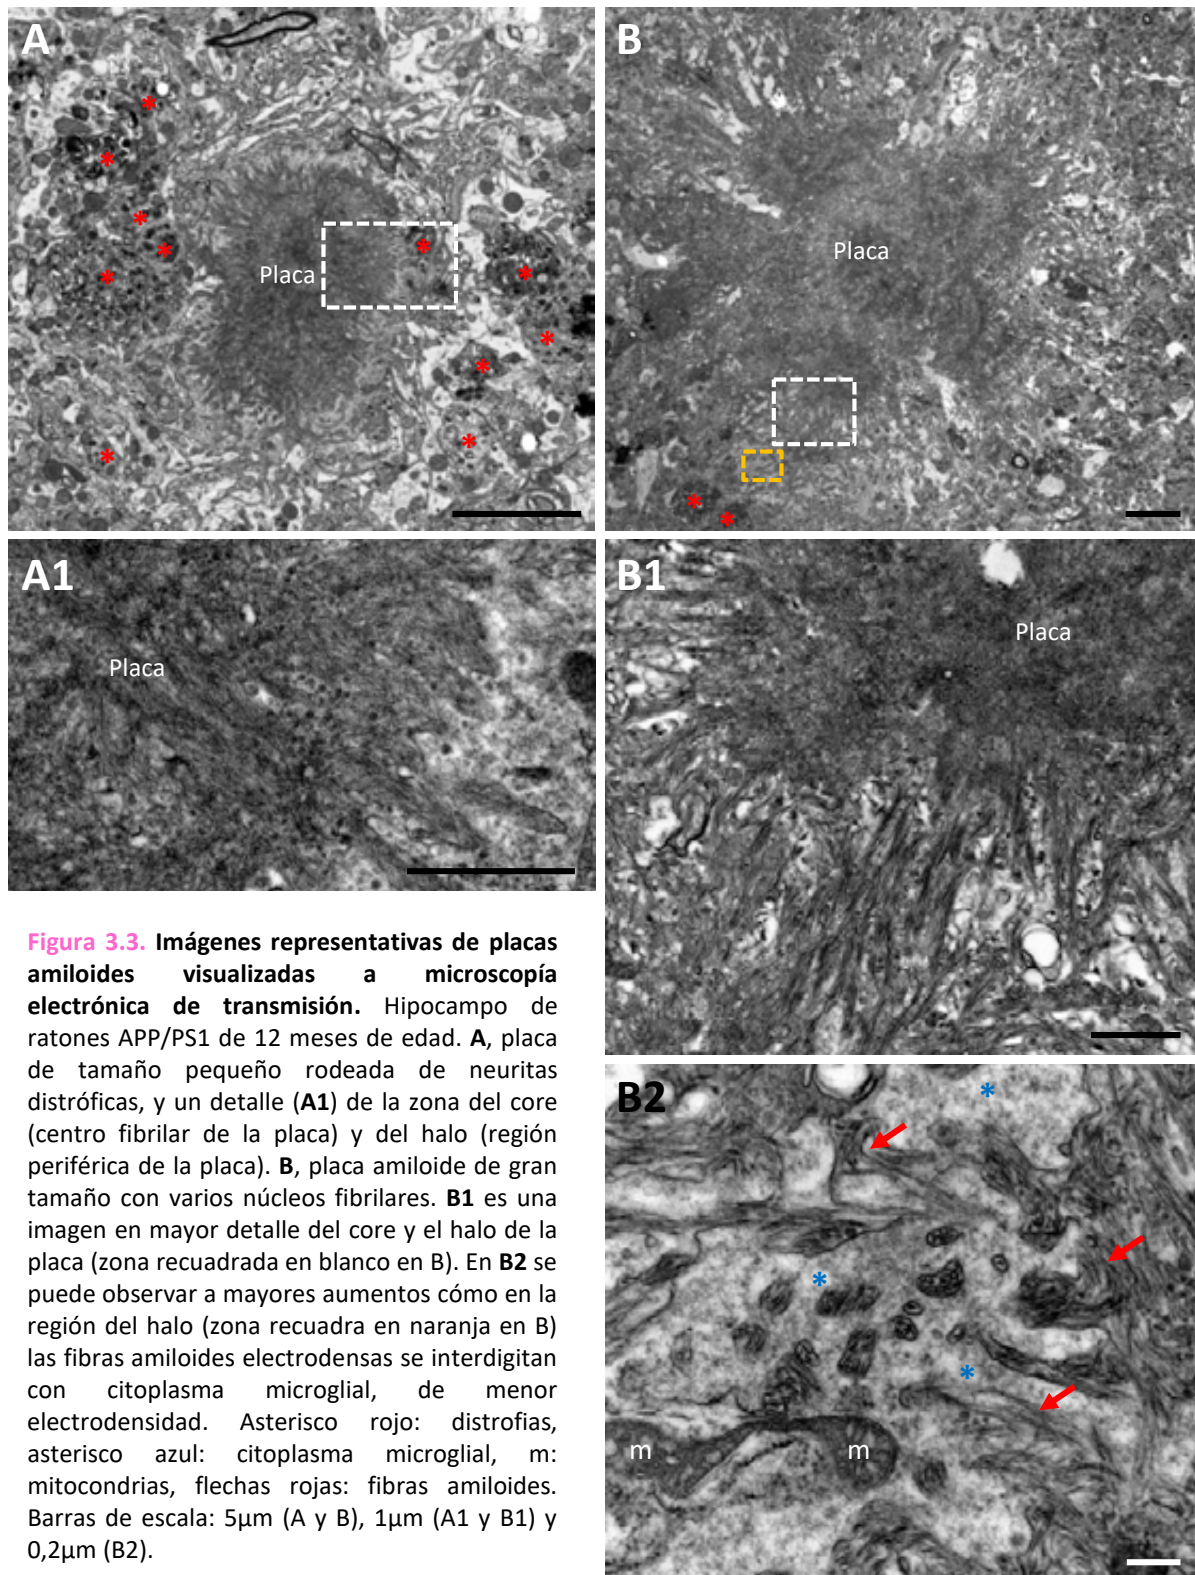 A
Placa
B
Placa
A1
Placa
B1
Placa
Figura 3.3. Imágenes representativas de placas
amiloides visualizadas a microscopía
electrónica de transmisión. Hipocampo de
ratones APP/PS1 de 12 meses de edad. A, placa
de tamaño pequeño rodeada de neuritas
distróficas, y un detalle (A1) de la zona del core
(centro fibrilar de la placa) y del halo (región
periférica de la placa). B, placa amiloide de gran
tamaño con varios núcleos fibrilares. B1 es una
imagen en mayor detalle del core y el halo de la
placa (zona recuadrada en blanco en B). En B2 se
puede observar a mayores aumentos cómo en la
región del halo (zona recuadra en naranja en B)
las fibras amiloides electrodensas se interdigitan
con citoplasma microglial, de menor
electrodensidad. Asterisco rojo: distrofias,
asterisco azul: citoplasma microglial, m:
mitocondrias, flechas rojas: fibras amiloides.
Barras de escala: 5µm (A y B), 1µm (A1 y B1) y
0,2µm (B2).
B2
m
m